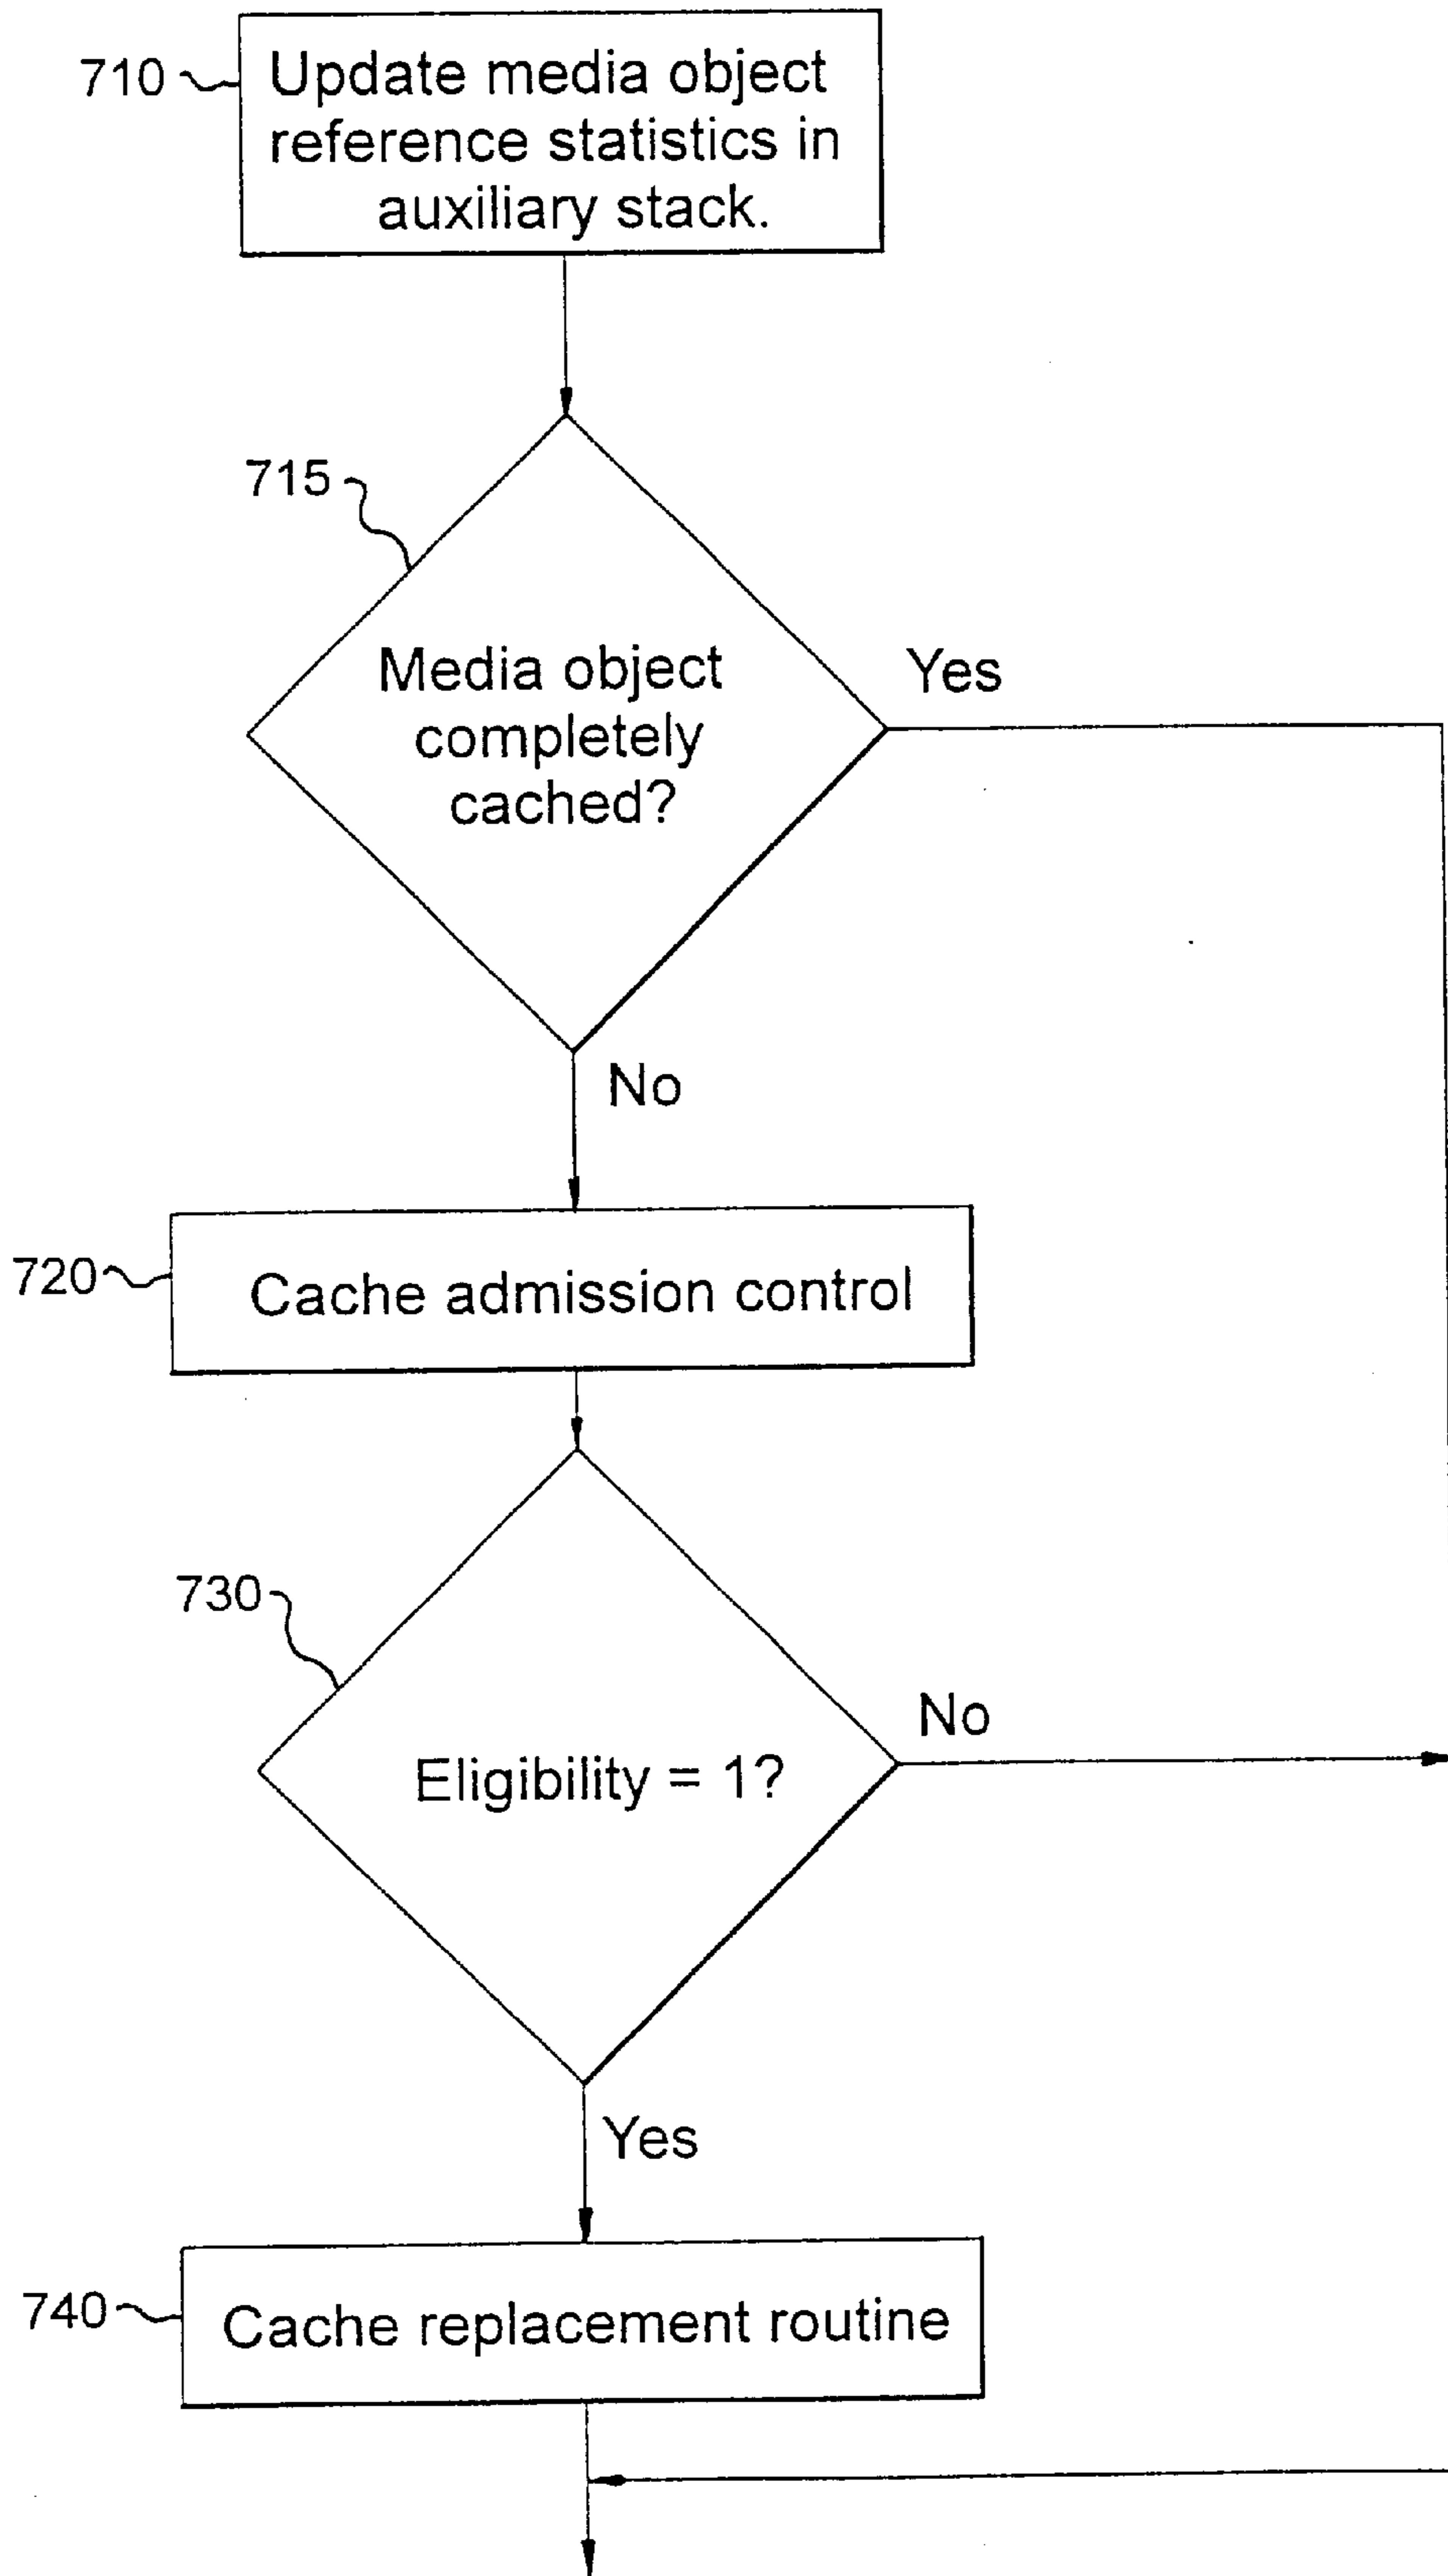 710
Update media object
reference statistics in
auxiliary stack.
715
Media object
completely
cached?
Yes
No
720
Cache admission control
730
Eligibility = 1?
No
Yes
740
Cache replacement routine